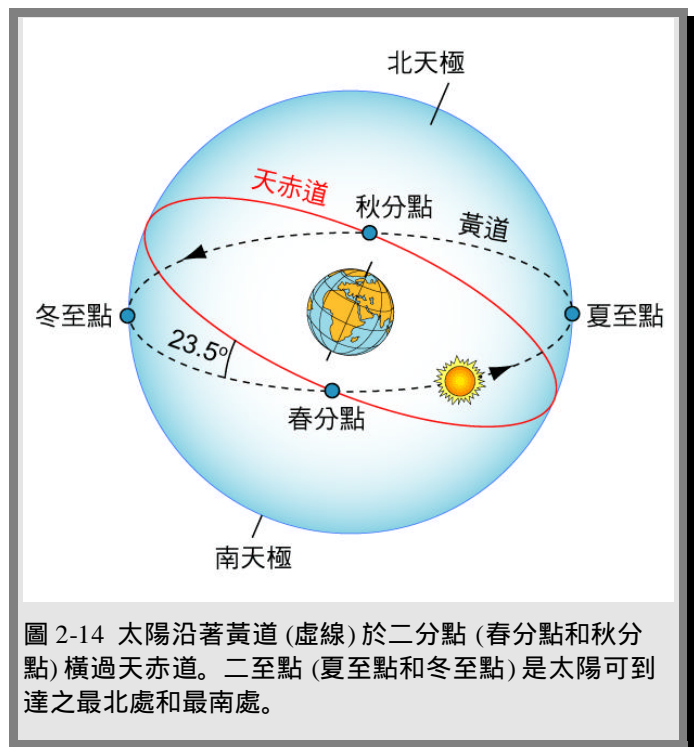 北天極
天赤道
秋分點
黃道
冬至點
夏至點
23.5°
春分點
南天極
圖 2-14 太陽沿著黃道 (虛線) 於二分點 (春分點和秋分
點) 橫過天赤道。二至點 (夏至點和冬至點) 是太陽可到
達之最北處和最南處。